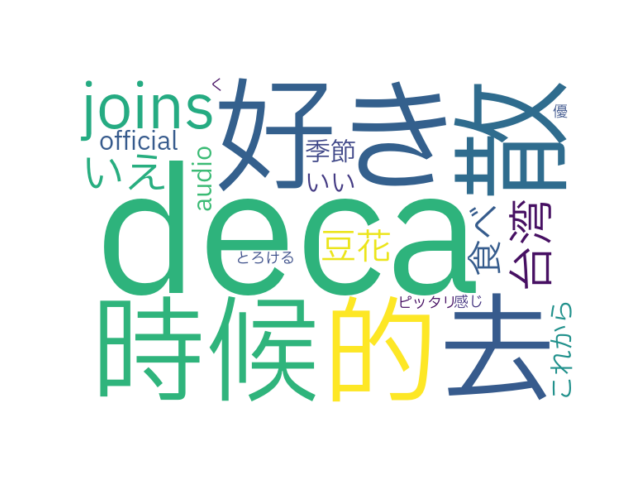 joins
く
好き
散
優
official
いえ
audio
季節
いい
deca
豆花
とろける
食べ
台湾
時候
的
ピッタリ
感じ
去
これから